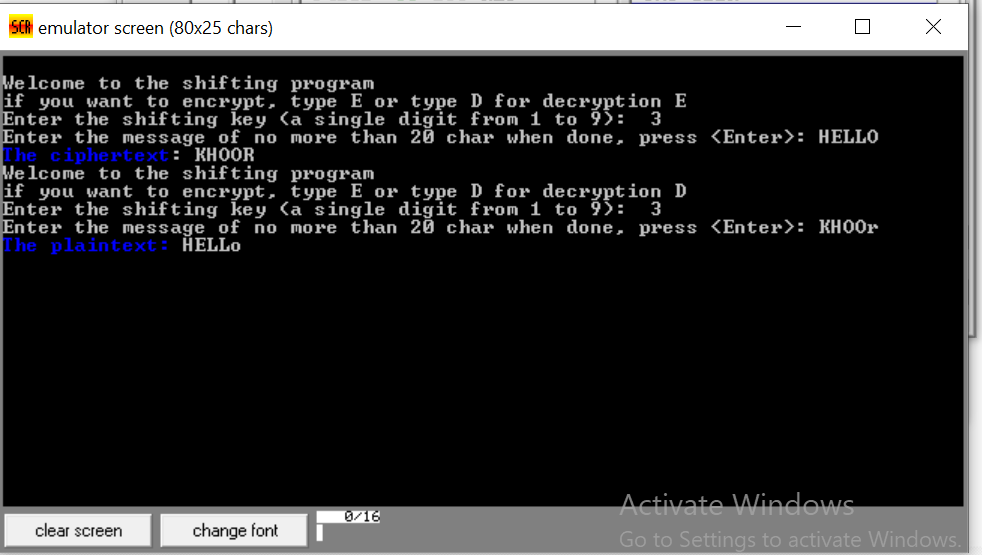 emulator screen (80x25 chars)
Welcome to the shifting program
if you want to encrypt, type E or type D for decryption E
Enter the shifting key (a single digit from 1 to 9):  3
Enter the message of no more than 20 char when done, press <Enter>: HELLO
The ciphertext: KHOOR
Welcome to the shifting program
if you want to encrypt, type E or type D for decryption D
Enter the shifting key (a single digit from 1 to 9):  3
Enter the message of no more than 20 char when done, press <Enter>: KHOOr
The plaintext: HELLo
clear screen
change font
0/16
Activate Windows
Go to Settings to activate Windows.